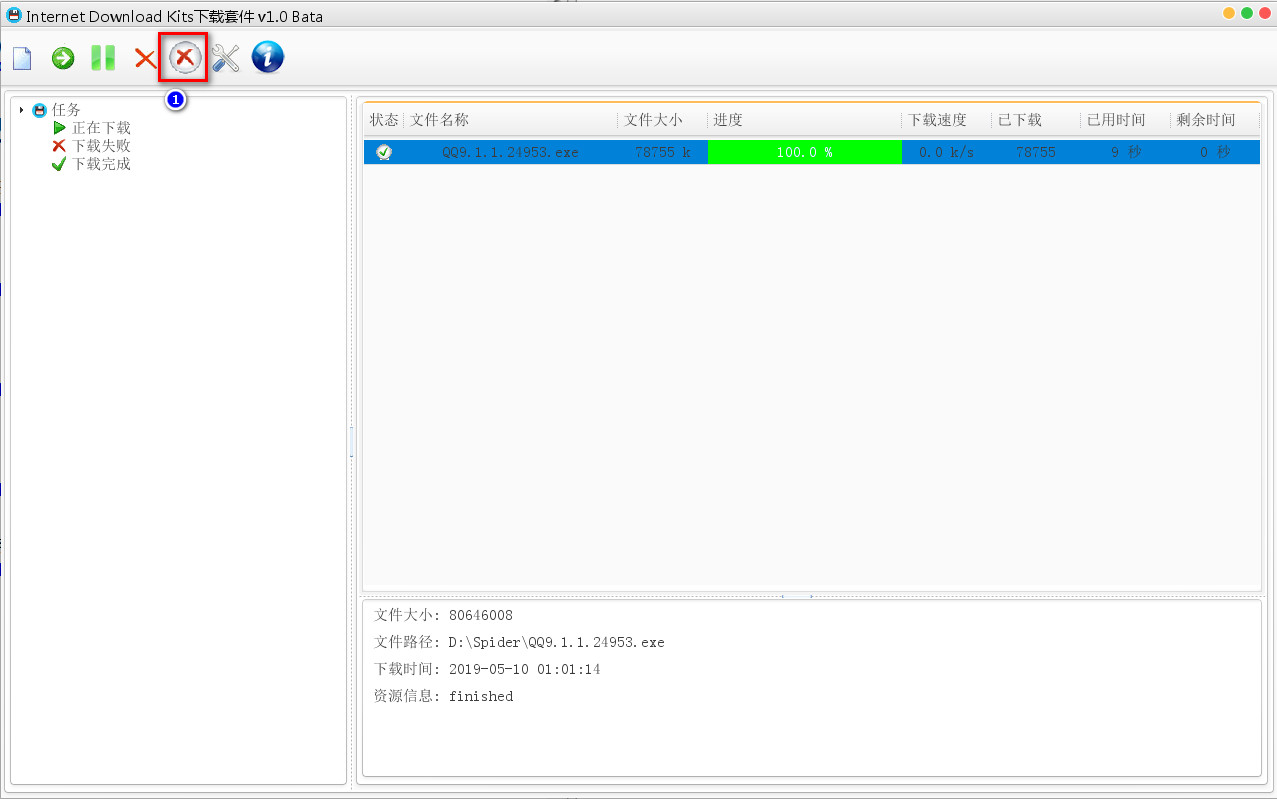 Internet Download Kits下载套件 v1.0 Bata
1
任务
正在下载
下载失败
下载完成
状态 文件名称 文件大小 进度 下载速度 已下载 已用时间 剩余时间
QQ9.1.1.24953.exe 78755 k 100.0 % 0.0 k/s 78755 9 秒 0 秒
文件大小: 80646008
文件路径: D:\Spider\QQ9.1.1.24953.exe
下载时间: 2019-05-10 01:01:14
资源信息: finished